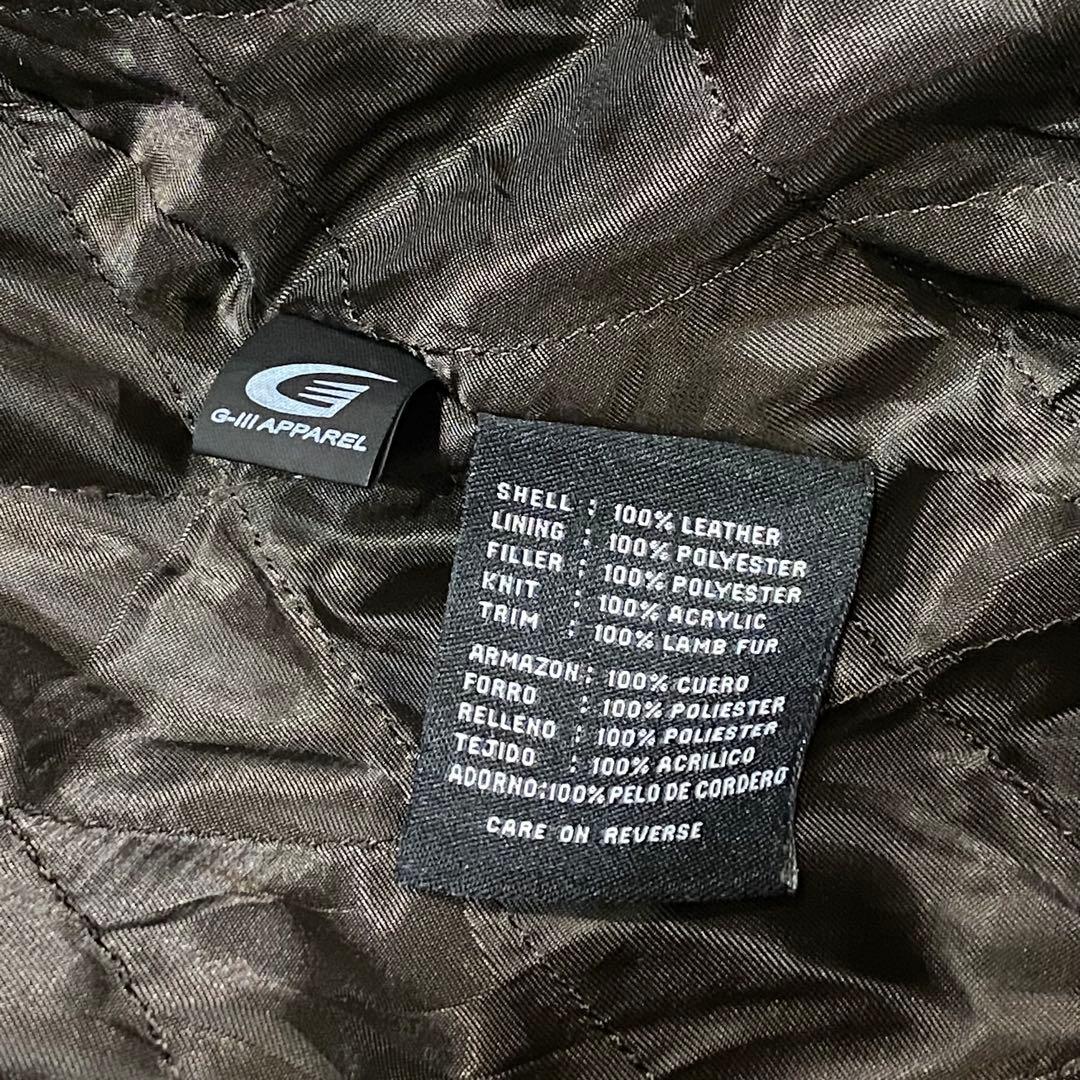 G-III APPAREL
SHELL : 100% LEATHER
LINING : 100% POLYESTER
FILLER : 100% POLYESTER
KNIT : 100% ACRYLIC
TRIM : 100% LAMB FUR
ARMAZON: 100% CUERO
FORRO : 100% POLIESTER
RELLENO : 100% POLIESTER
TEJIDO : 100% ACRILICO
ADORNO:100%PELO DE CORDERO
CARE ON REVERSE